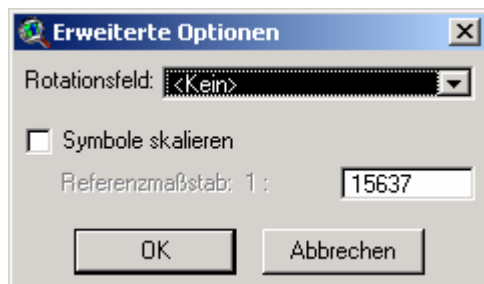 Erweiterte Optionen
Rotationsfeld: <Kein>
Symbole skalieren
Referenzmaßstab: 1 : 15637
OK Abbrechen